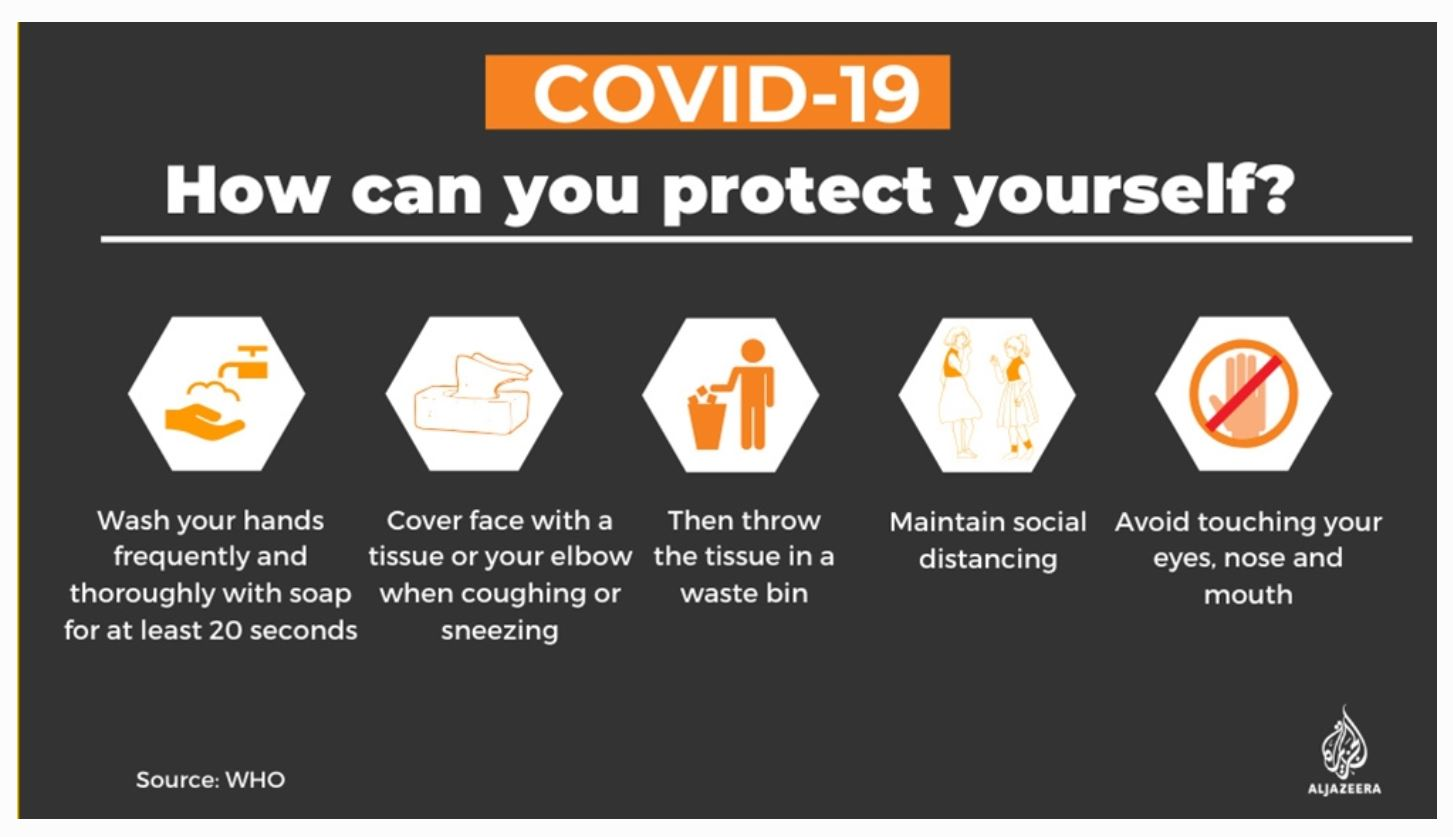 COVID-19
How can you protect yourself?
Wash your hands
frequently and
thoroughly with soap
for at least 20 seconds
Cover face with a
tissue or your elbow
when coughing or
sneezing
Then throw
the tissue in a
waste bin
Maintain social
distancing
Avoid touching your
eyes, nose and
mouth
Source: WHO
الجزيرة
ALJAZEERA